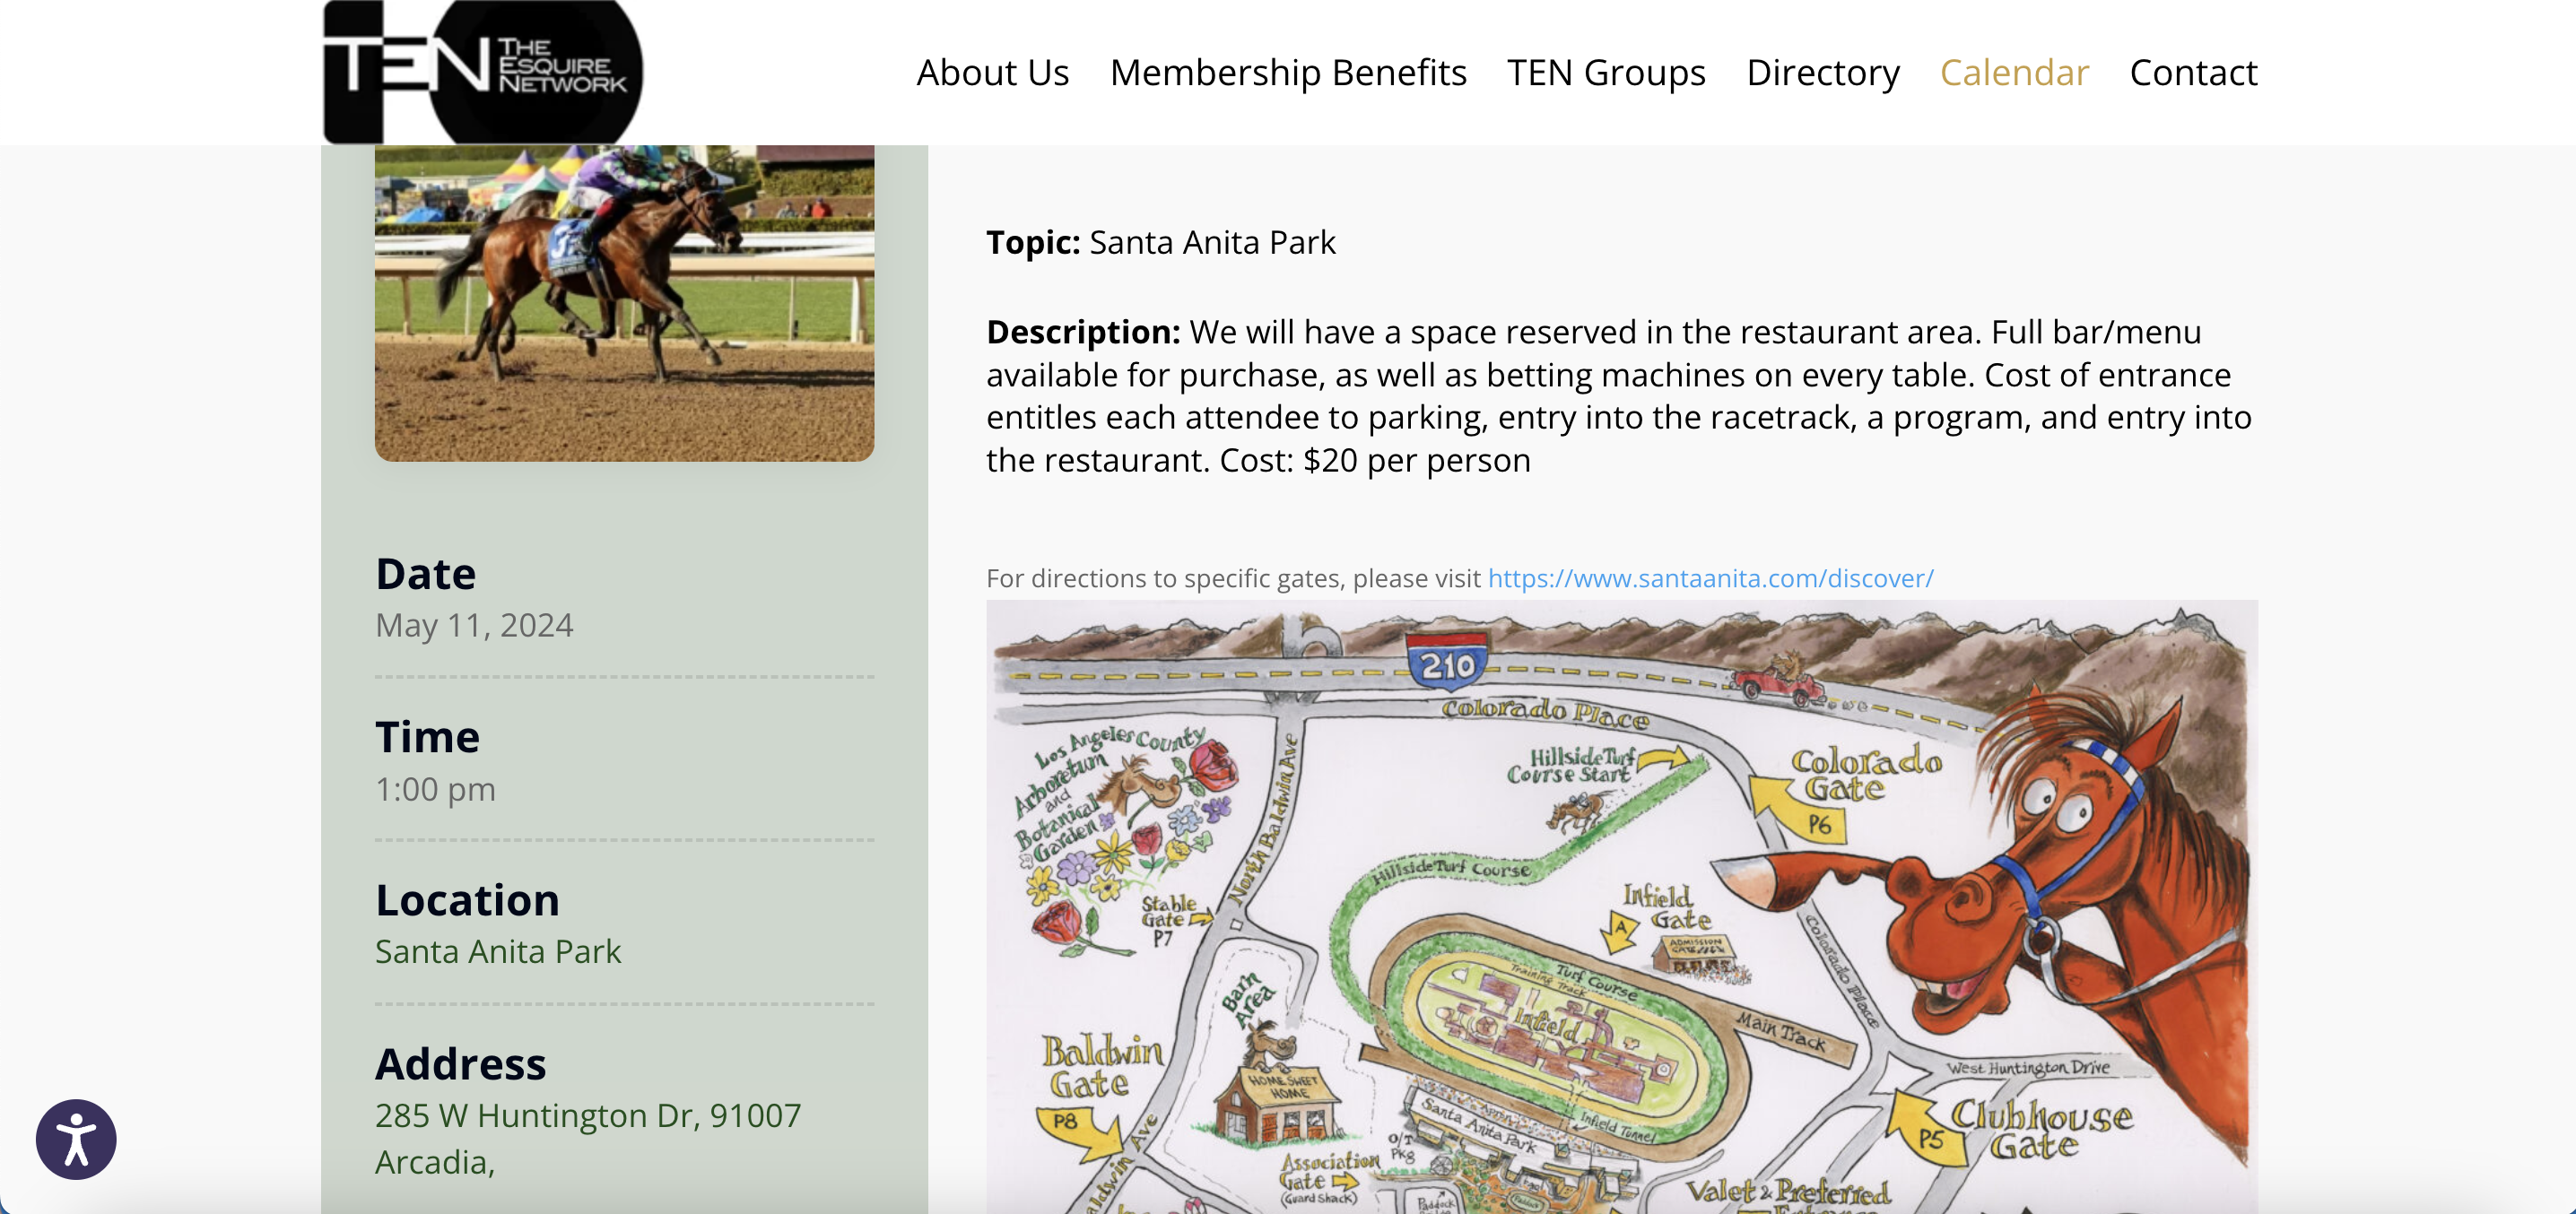 TEN THE
ESQUIRE
NETWORK
About Us Membership Benefits TEN Groups Directory Calendar Contact
5
Date
May 11, 2024
Time
1:00 pm
Location
Santa Anita Park
Address
285 W Huntington Dr, 91007
Arcadia,
Topic: Santa Anita Park
Description: We will have a space reserved in the restaurant area. Full bar/menu
available for purchase, as well as betting machines on every table. Cost of entrance
entitles each attendee to parking, entry into the racetrack, a program, and entry into
the restaurant. Cost: $20 per person
For directions to specific gates, please visit https://www.santaanita.com/discover/
210
Colorado Place
Los Angeles County
Arboretum
and
Botanical
Garden
North Baldwin Ave
Hillside Turf
Course Start
Colorado
Gate
P6
Hillside Turf Course
Stable
Gate
P7
Infield
Gate
A
ADMISSION
GATE
Colorado Place
Barn
Area
Turf Course
Training Track
Infield
Main Track
Baldwin
Gate
P8
HOME SWEET
HOME
West Huntington Drive
Clubhouse
Gate
P5
Apron
Santa Anita Park
Infield Tunnel
O/T
Pkg
Association
Gate
(Guard Shack)
Baldwin Ave
Paddock
Valet & Preferred
Entrance